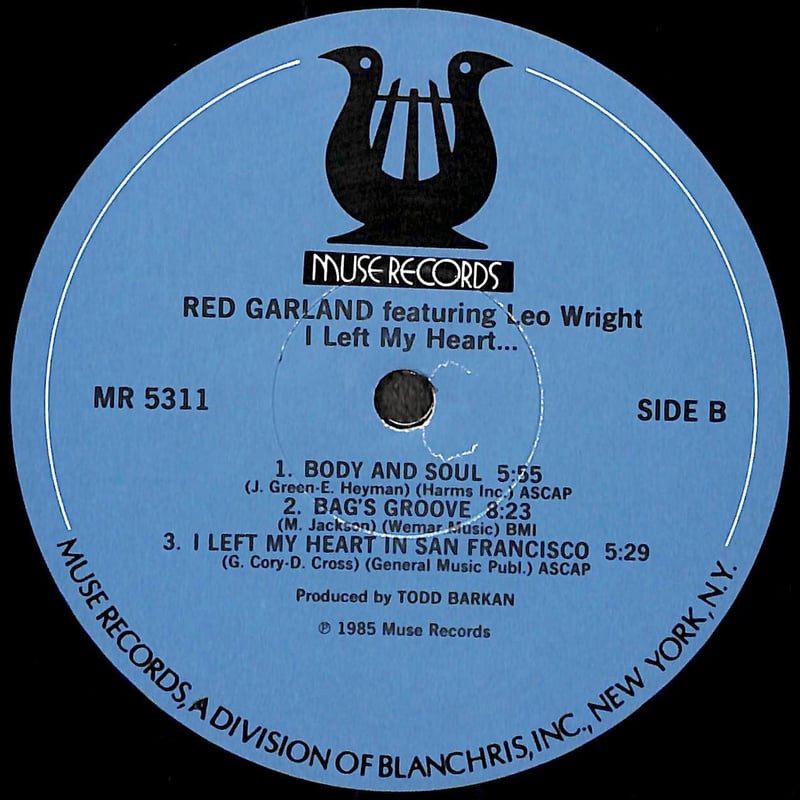 MUSE RECORDS
RED GARLAND featuring Leo Wright
I Left My Heart...
MR 5311
SIDE B
1. BODY AND SOUL 5:55
(J. Green-E. Heyman) (Harms Inc.) ASCAP
2. BAG'S GROOVE 8:23
(M. Jackson) (Wemar Music) BMI
3. I LEFT MY HEART IN SAN FRANCISCO 5:29
(G. Cory-D. Cross) (General Music Publ.) ASCAP
Produced by TODD BARKAN
℗ 1985 Muse Records
MUSE RECORDS, A DIVISION OF BLANCHRIS, INC., NEW YORK, N.Y.